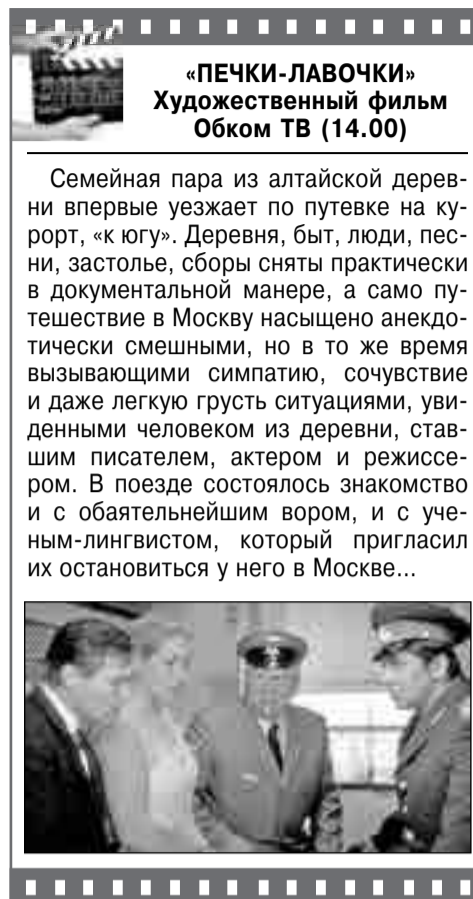 «ПЕЧКИ-ЛАВОЧКИ»
Художественный фильм
Обком ТВ (14.00)
Семейная пара из алтайской дерев-
ни впервые уезжает по путевке на ку-
рорт, «к югу». Деревня, быт, люди, пес-
ни, застолье, сборы сняты практически
в документальной манере, а само пу-
тешествие в Москву насыщено анекдо-
тически смешными, но в то же время
вызывающими симпатию, сочувствие
и даже легкую грусть ситуациями, уви-
денными человеком из деревни, став-
шим писателем, актером и режиссе-
ром. В поезде состоялось знакомство
и с обаятельнейшим вором, и с уче-
ным-лингвистом, который пригласил
их остановиться у него в Москве...